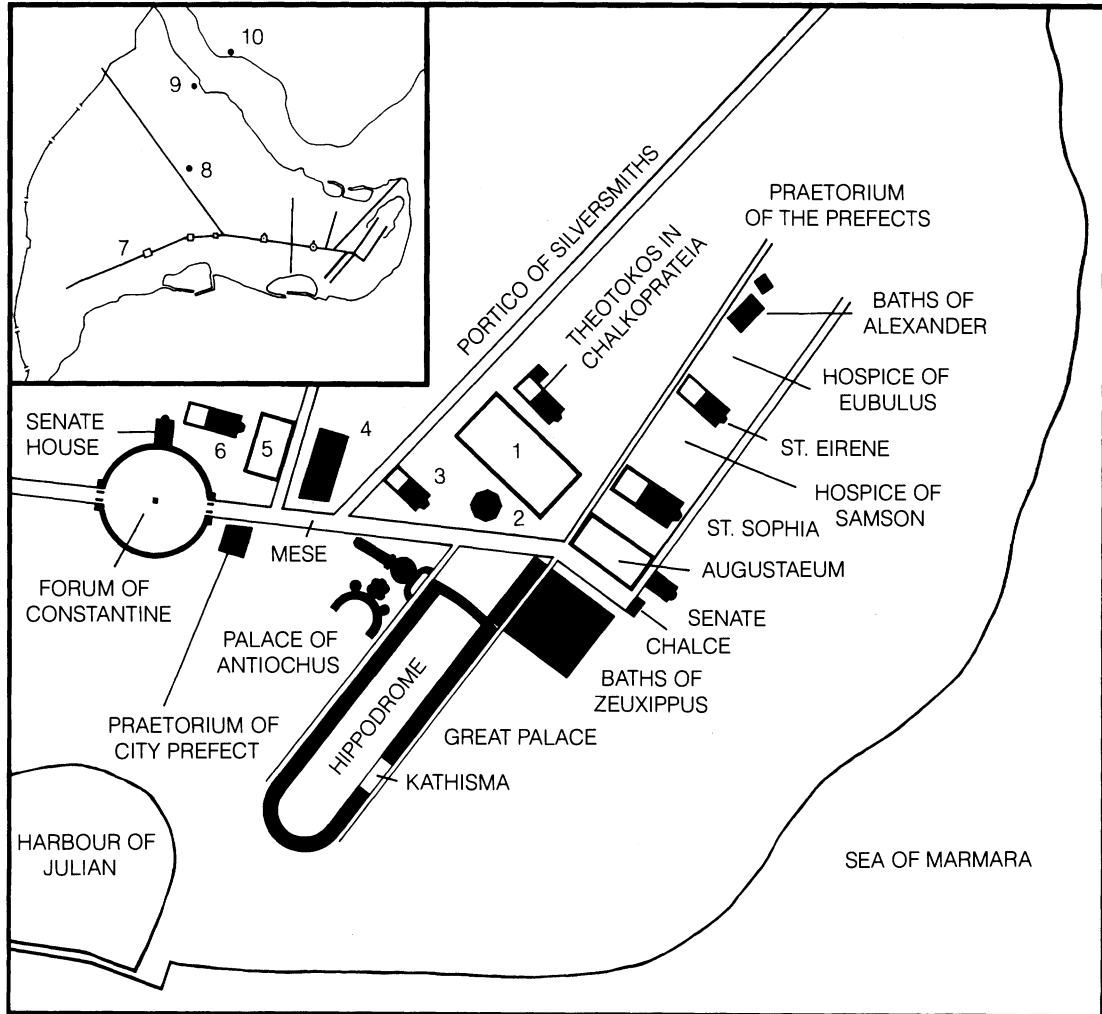 10
9
8
7
PORTICO OF SILVERSMITHS
THEOTOKOS IN
CHALKOPRATEIA
PRAETORIUM
OF THE PREFECTS
BATHS OF
ALEXANDER
HOSPICE OF
EUBULUS
ST. EIRENE
HOSPICE OF
SAMSON
ST. SOPHIA
AUGUSTAEUM
SENATE
CHALCE
BATHS OF
ZEUXIPPUS
SENATE
HOUSE
6
5
4
3
1
2
MESE
FORUM OF
CONSTANTINE
PALACE OF
ANTIOCHUS
PRAETORIUM OF
CITY PREFECT
HIPPODROME
GREAT PALACE
KATHISMA
HARBOUR OF
JULIAN
SEA OF MARMARA